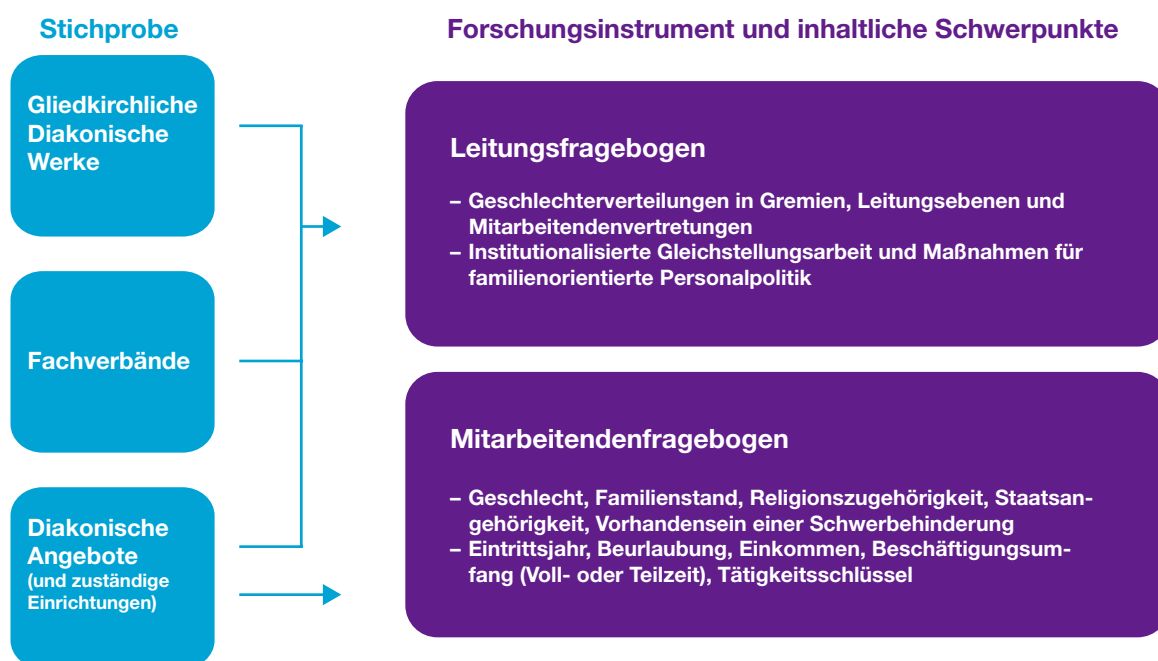 Stichprobe
Gliedkirchliche
Diakonische
Werke
Fachverbände
Diakonische
Angebote
(und zuständige
Einrichtungen)
Forschungsinstrument und inhaltliche Schwerpunkte
Leitungsfragebogen
– Geschlechterverteilungen in Gremien, Leitungsebenen und
Mitarbeitendenvertretungen
– Institutionalisierte Gleichstellungsarbeit und Maßnahmen für
familienorientierte Personalpolitik
Mitarbeitendenfragebogen
– Geschlecht, Familienstand, Religionszugehörigkeit, Staatsan-
gehörigkeit, Vorhandensein einer Schwerbehinderung
– Eintrittsjahr, Beurlaubung, Einkommen, Beschäftigungsum-
fang (Voll- oder Teilzeit), Tätigkeitsschlüssel